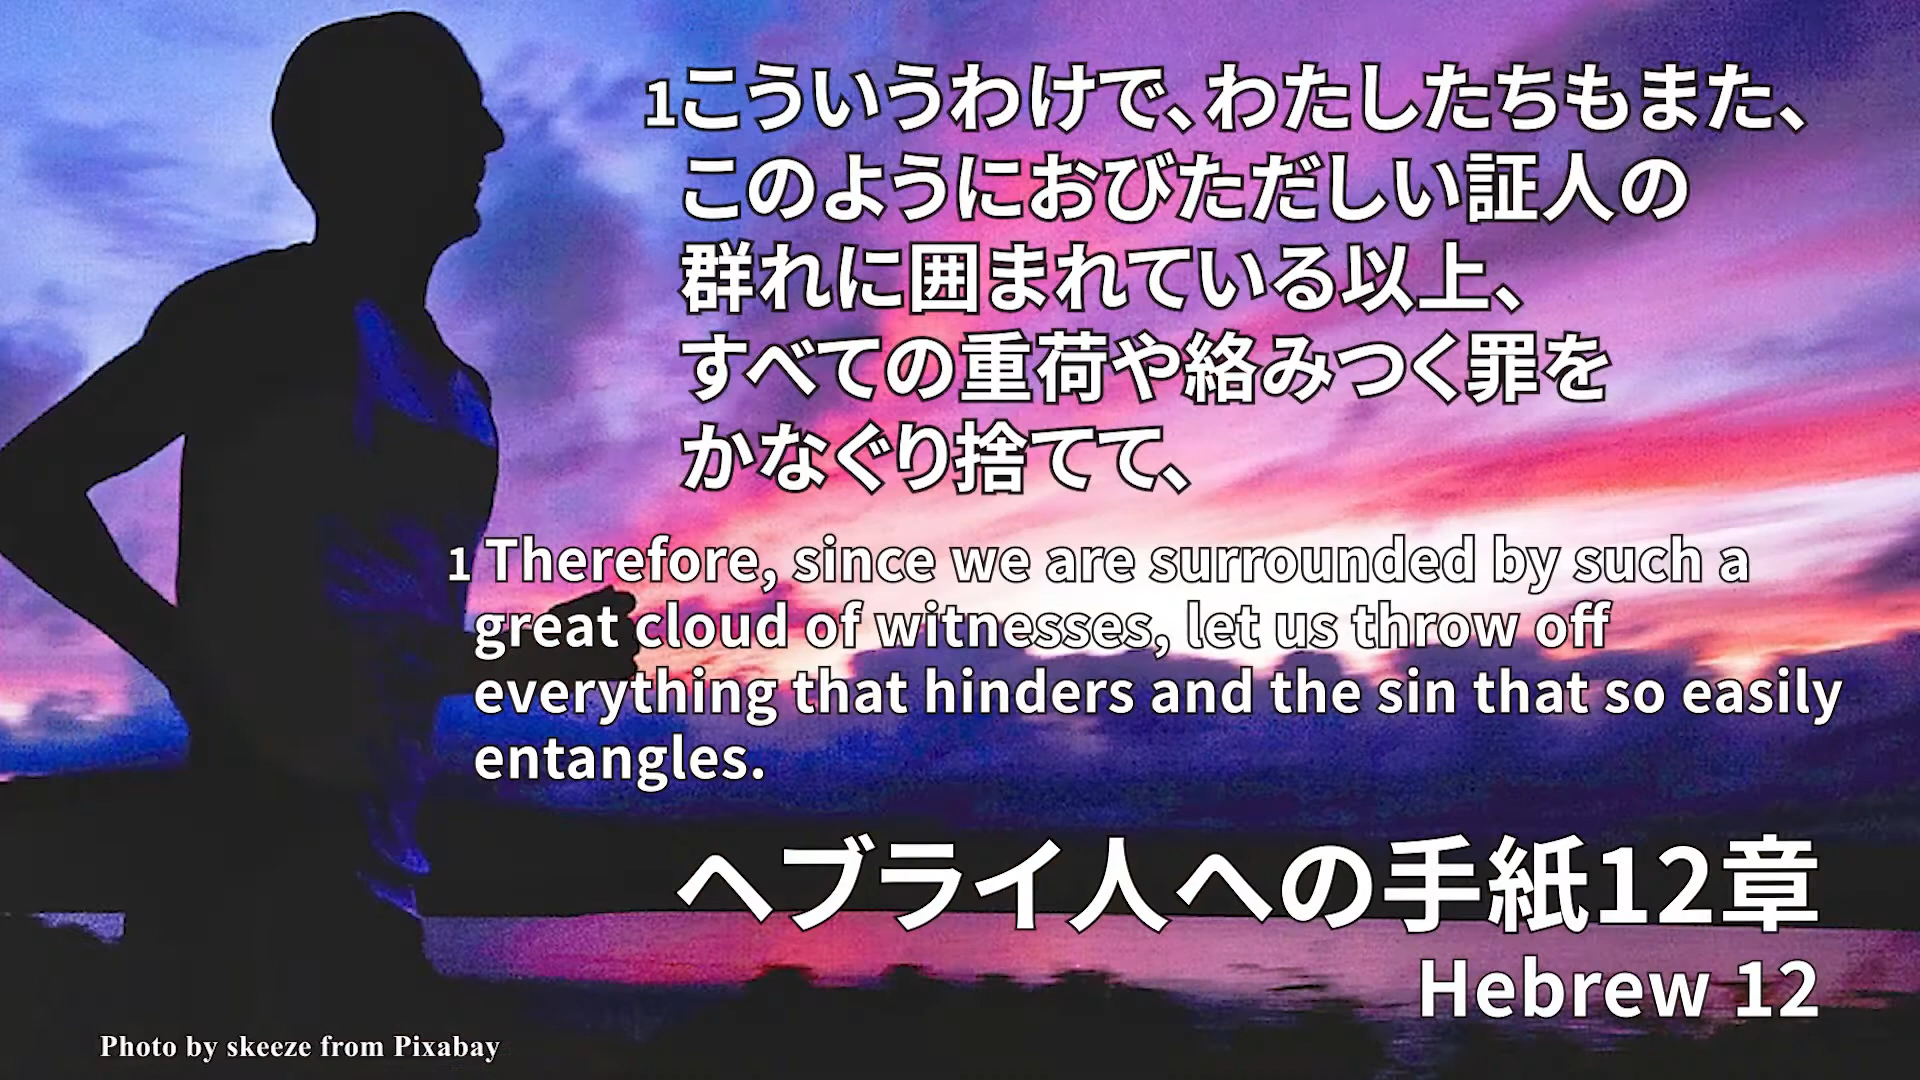 1こういうわけで、わたしたちもまた、
このようにおびただしい証人の
群れに囲まれている以上、
すべての重荷や絡みつく罪を
かなぐり捨てて、
1 Therefore, since we are surrounded by such a
great cloud of witnesses, let us throw off
everything that hinders and the sin that so easily
entangles.
ヘブライ人への手紙12章
Hebrew 12
Photo by skeeze from Pixabay